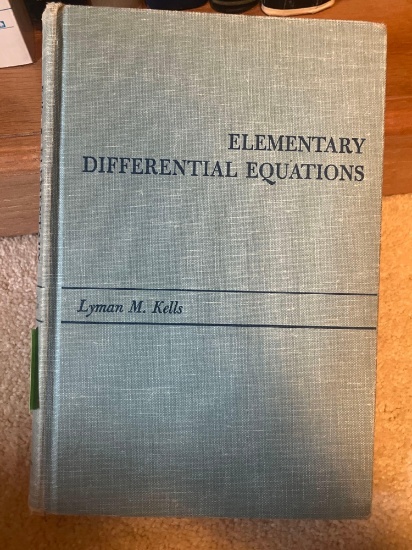 ELEMENTARY
DIFFERENTIAL EQUATIONS
Lyman M. Kells